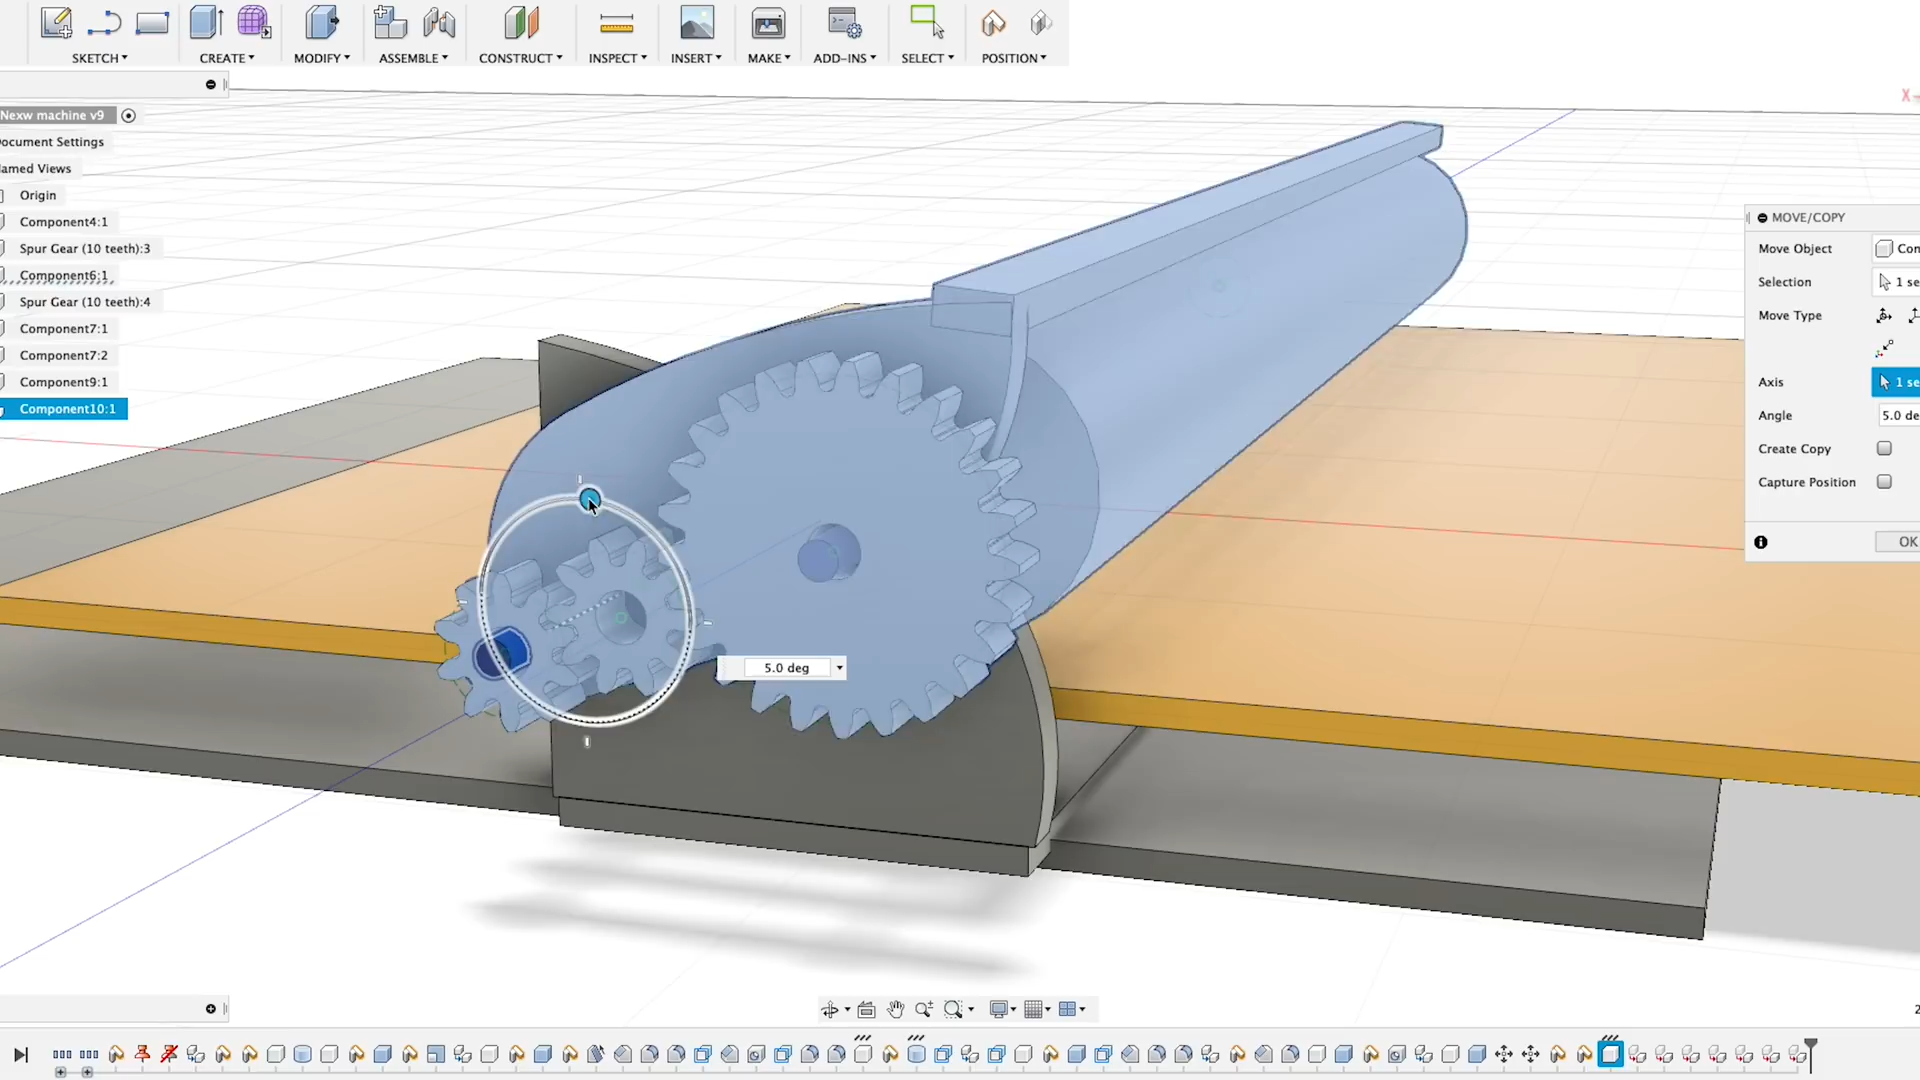 SKETCH CREATE MODIFY ASSEMBLE CONSTRUCT INSPECT INSERT MAKE ADD-INS SELECT POSITION
X
Nexw machine v9
ocument Settings
amed Views
Origin
Component4:1
Spur Gear (10 teeth):3
Component6:1
Spur Gear (10 teeth):4
Component7:1
Component7:2
Component9:1
Component10:1
MOVE/COPY
Move Object Con
Selection 1 se
Move Type
Axis 1 se
Angle 5.0 de
Create Copy
Capture Position
OK
5.0 deg
2